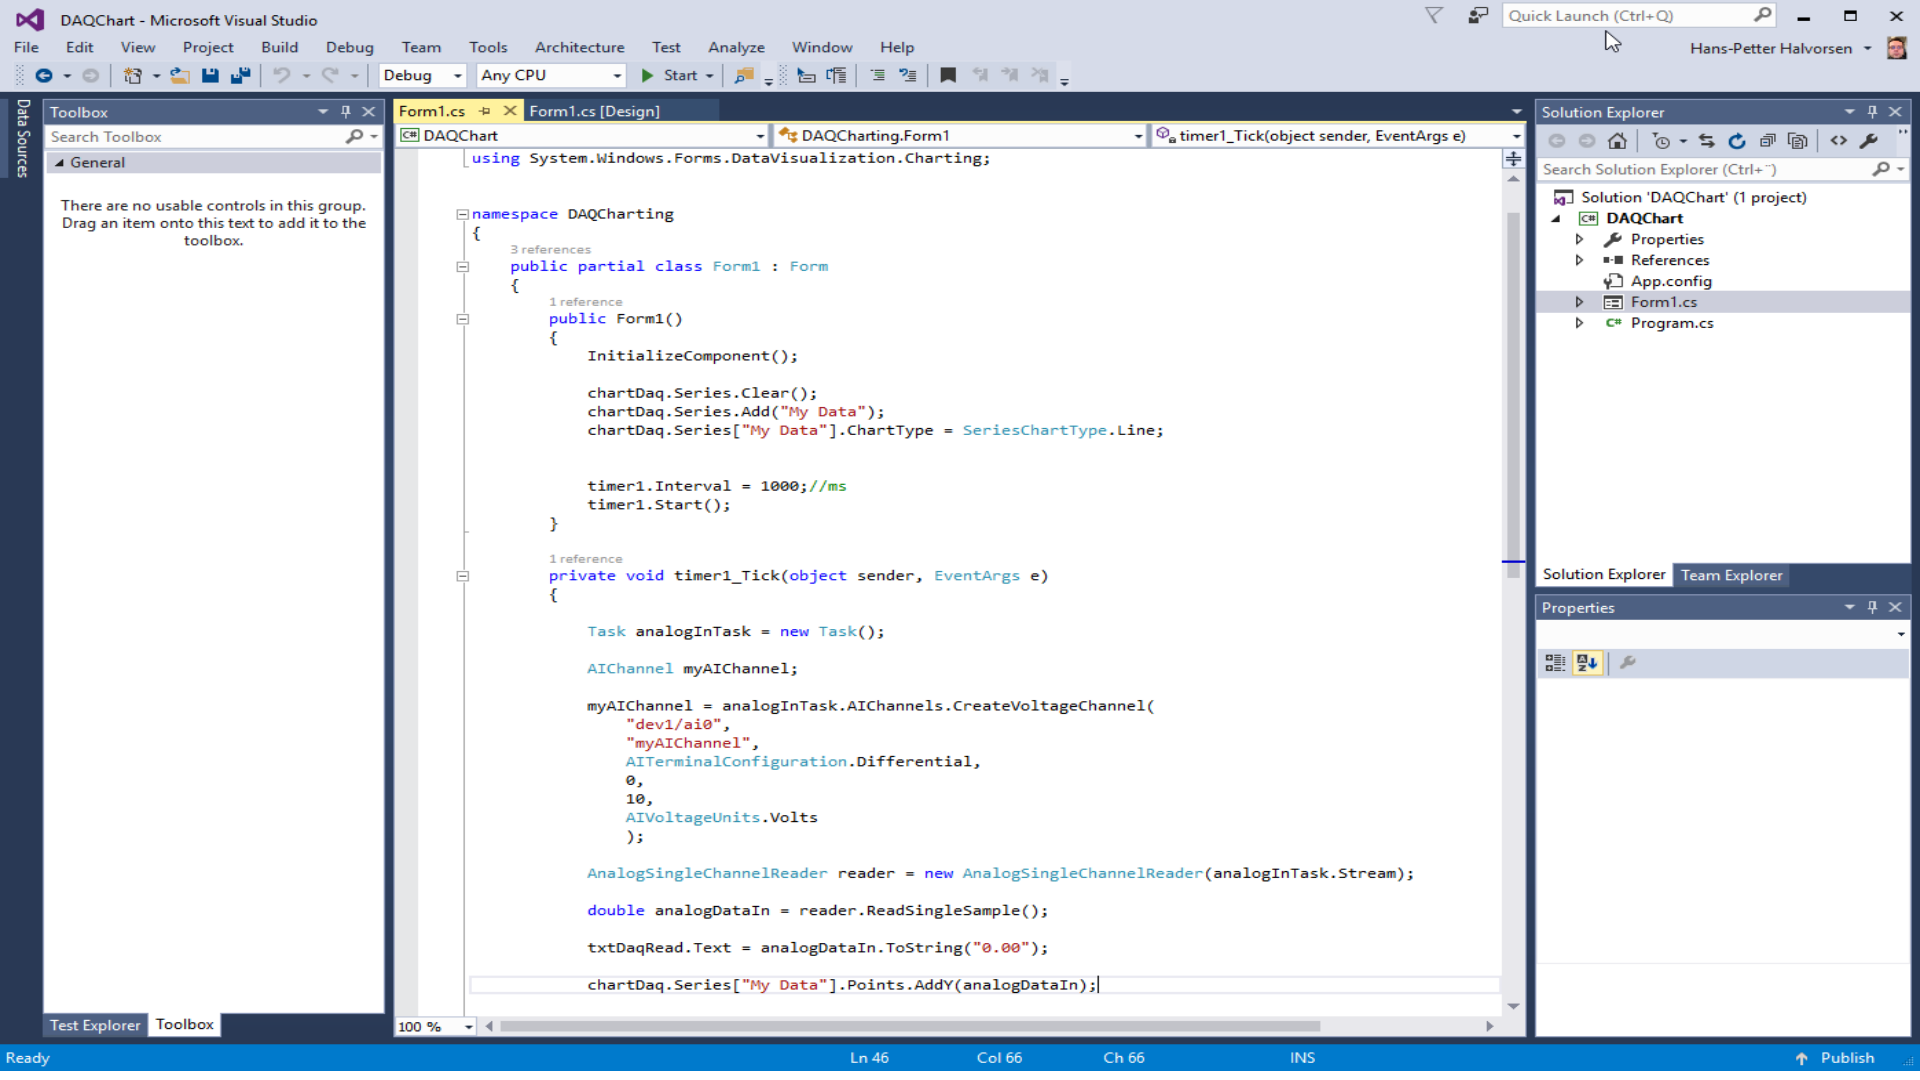 DAQChart - Microsoft Visual Studio
Quick Launch (Ctrl+Q)
File Edit View Project Build Debug Team Tools Test Architecture Test Analyze Window Help
Hans-Petter Halvorsen
Debug Any CPU Start
Data Sources
Toolbox
Search Toolbox
General
There are no usable controls in this group.
Drag an item onto this text to add it to the
toolbox.
Test Explorer Toolbox
Form1.cs Form1.cs [Design]
C# DAQChart DAQCharting.Form1 timer1_Tick(object sender, EventArgs e)
using System.Windows.Forms.DataVisualization.Charting;
namespace DAQCharting
{
3 references
public partial class Form1 : Form
{
1 reference
public Form1()
{
InitializeComponent();
chartDaq.Series.Clear();
chartDaq.Series.Add("My Data");
chartDaq.Series["My Data"].ChartType = SeriesChartType.Line;
timer1.Interval = 1000;//ms
timer1.Start();
}
1 reference
private void timer1_Tick(object sender, EventArgs e)
{
Task analogInTask = new Task();
AIChannel myAIChannel;
myAIChannel = analogInTask.AIChannels.CreateVoltageChannel(
"dev1/ai0",
"myAIChannel",
AITerminalConfiguration.Differential,
0,
10,
AIVoltageUnits.Volts
);
AnalogSingleChannelReader reader = new AnalogSingleChannelReader(analogInTask.Stream);
double analogDataIn = reader.ReadSingleSample();
txtDaqRead.Text = analogDataIn.ToString("0.00");
chartDaq.Series["My Data"].Points.AddY(analogDataIn);
100 %
Solution Explorer
Search Solution Explorer (Ctrl+¨)
Solution 'DAQChart' (1 project)
C# DAQChart
Properties
References
App.config
Form1.cs
C# Program.cs
Solution Explorer Team Explorer
Properties
Ready Ln 46 Col 66 Ch 66 INS Publish